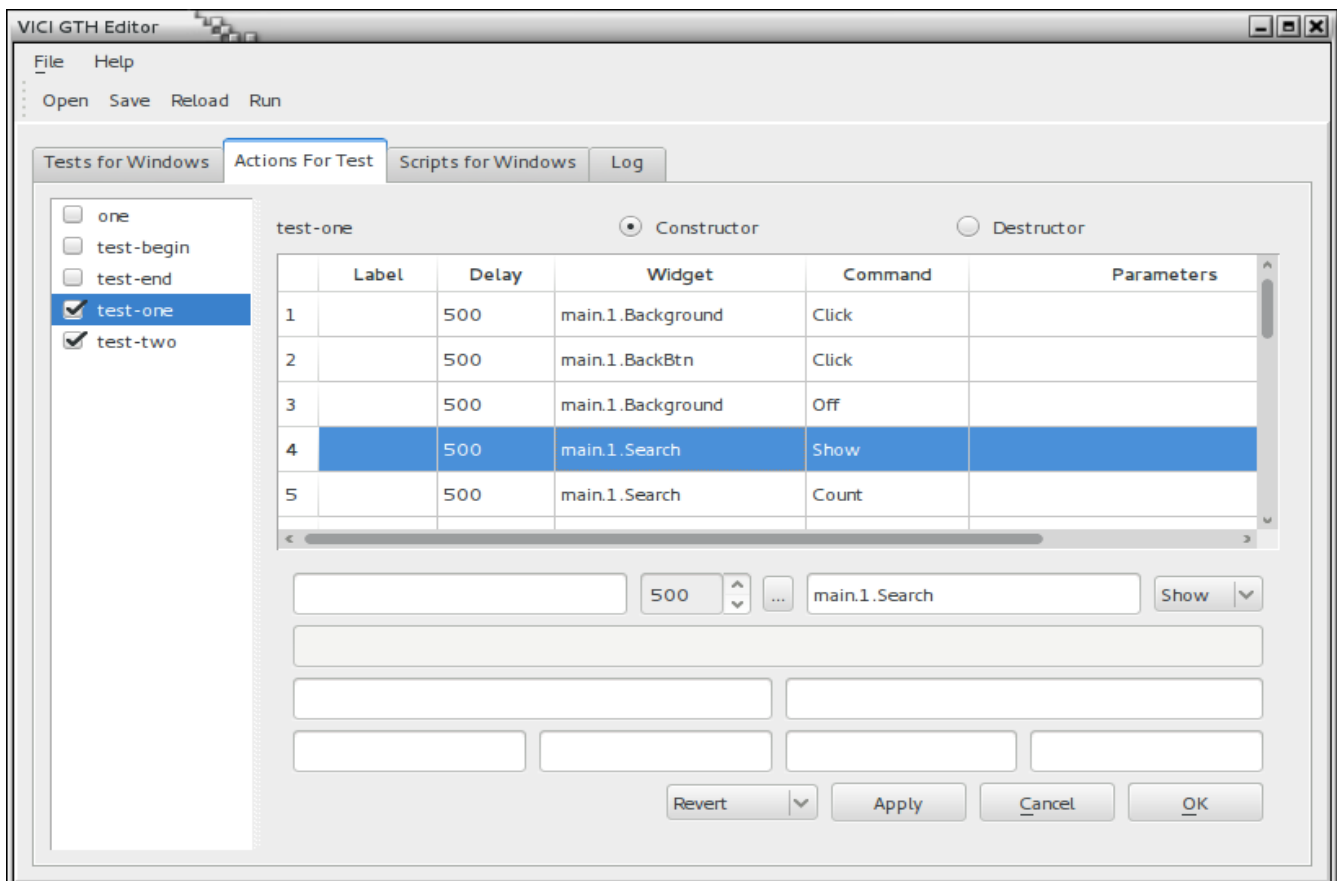 VICI GTH Editor
File Help
Open Save Reload Run
Tests for Windows Actions For Test Scripts for Windows Log
one
test-begin
test-end
test-one
test-two
test-one Constructor Destructor
Label Delay Widget Command Parameters
1 500 main.1.Background Click
2 500 main.1.BackBtn Click
3 500 main.1.Background Off
4 500 main.1.Search Show
5 500 main.1.Search Count
500 ... main.1.Search Show
Revert Apply Cancel OK